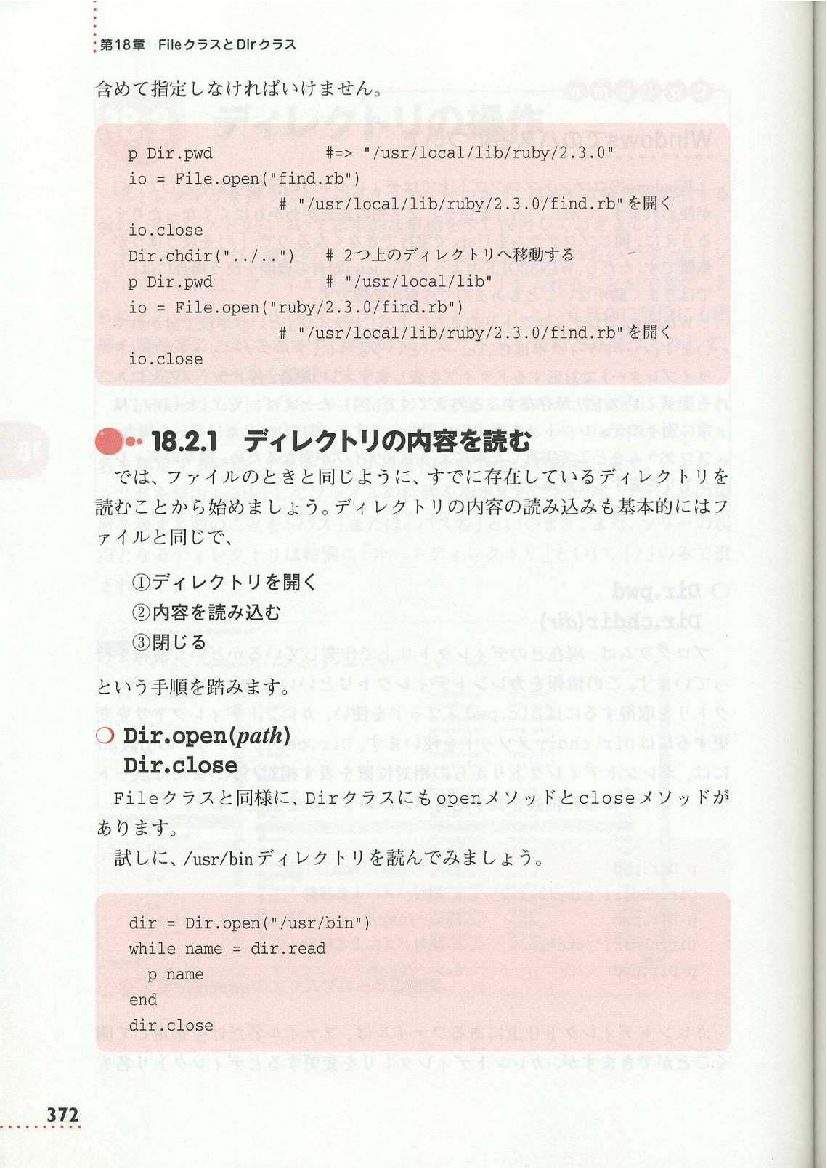 第18章　FileクラスとDirクラス
含めて指定しなければいけません。
p Dir.pwd　　　　#=> "/usr/local/lib/ruby/2.3.0"
io = File.open("find.rb")
# "/usr/local/lib/ruby/2.3.0/find.rb"を開く
io.close
Dir.chdir("../..")　# 2つ上のディレクトリへ移動する
p Dir.pwd　　　　# "/usr/local/lib"
io = File.open("ruby/2.3.0/find.rb")
# "/usr/local/lib/ruby/2.3.0/find.rb"を開く
io.close
18.2.1　ディレクトリの内容を読む
では、ファイルのときと同じように、すでに存在しているディレクトリを
読むことから始めましょう。ディレクトリの内容の読み込みも基本的にはフ
ァイルと同じで、
①ディレクトリを開く
②内容を読み込む
③閉じる
という手順を踏みます。
Dir.open(path)
Dir.close
Fileクラスと同様に、Dirクラスにもopenメソッドとcloseメソッドが
あります。
試しに、/usr/binディレクトリを読んでみましょう。
dir = Dir.open("/usr/bin")
while name = dir.read
  p name
end
dir.close
372